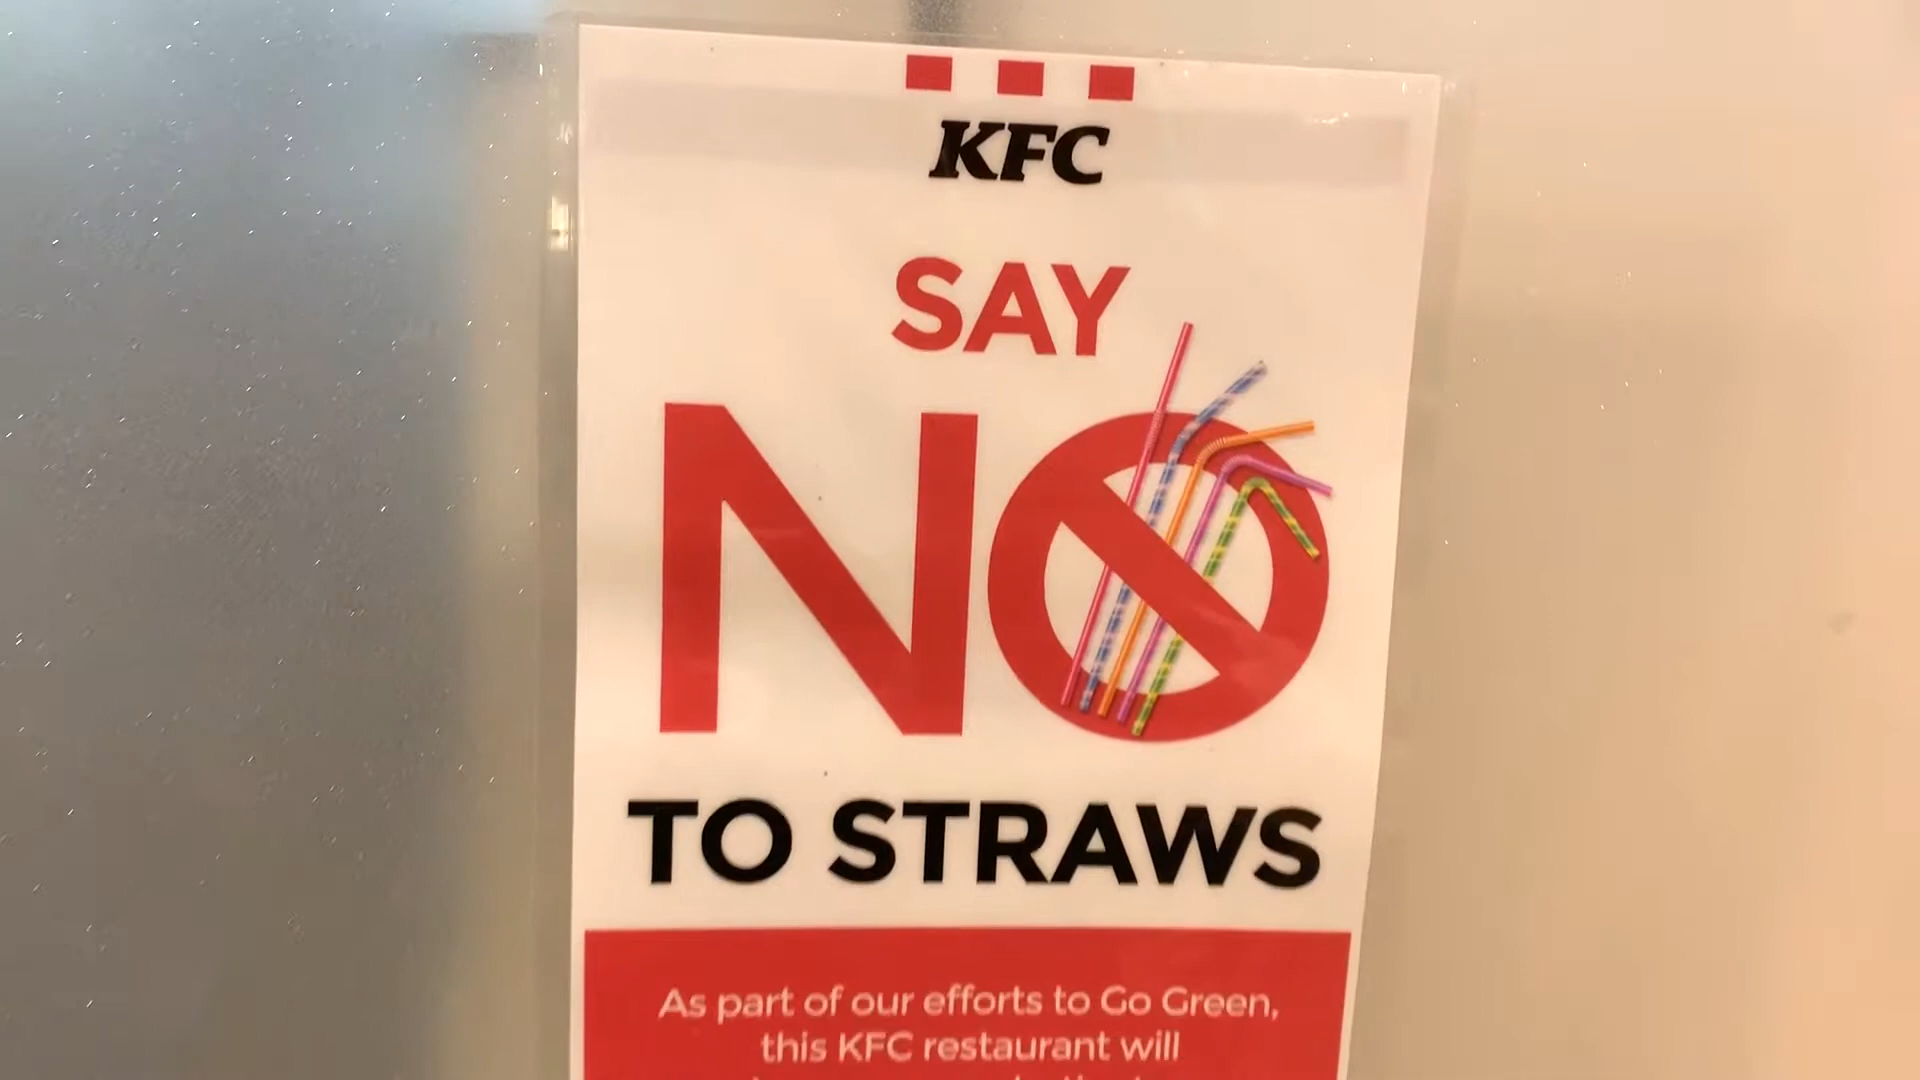 KFC
SAY
NO
TO STRAWS
As part of our efforts to Go Green,
this KFC restaurant will